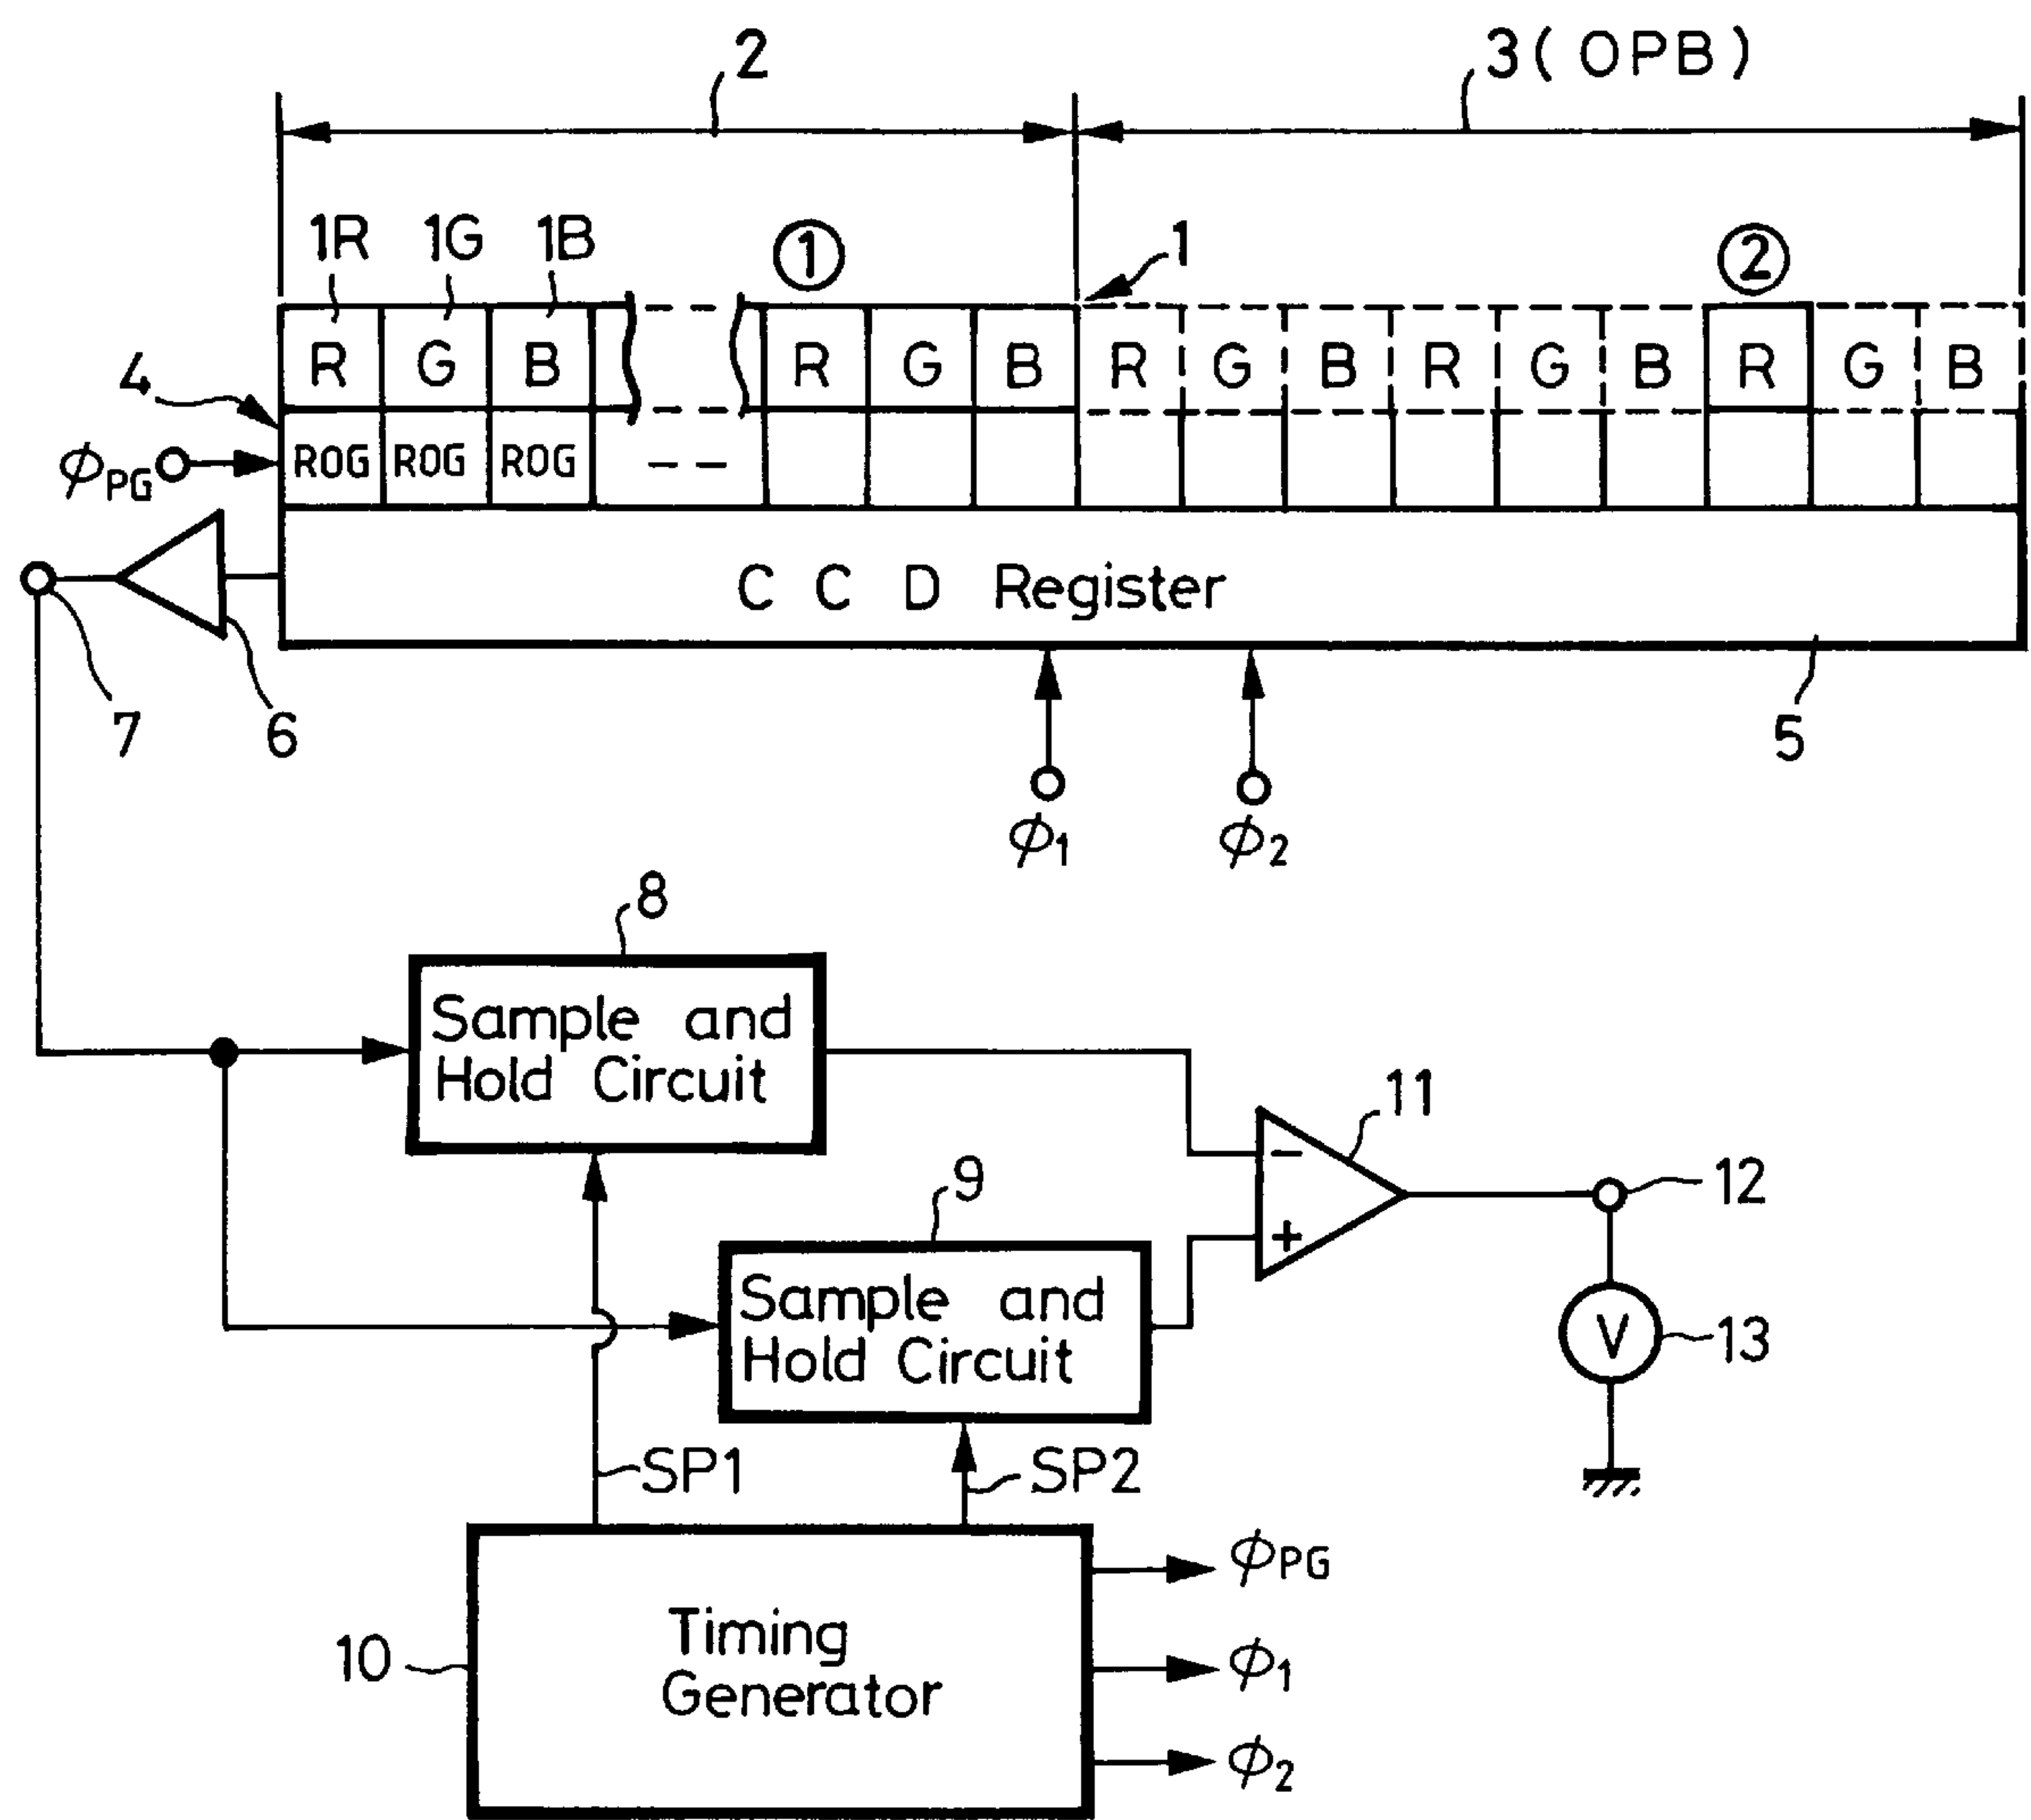 2 3(OPB)
1R 1G 1B ① 1 ②
R G B R G B R G B R G B R G B
4
ϕPG ROG ROG ROG
C C D Register
7 6 5
ϕ1 ϕ2
8
Sample and
Hold Circuit
11
9 12
Sample and
Hold Circuit
V 13
SP1 SP2
10
Timing
Generator
ϕPG
ϕ1
ϕ2